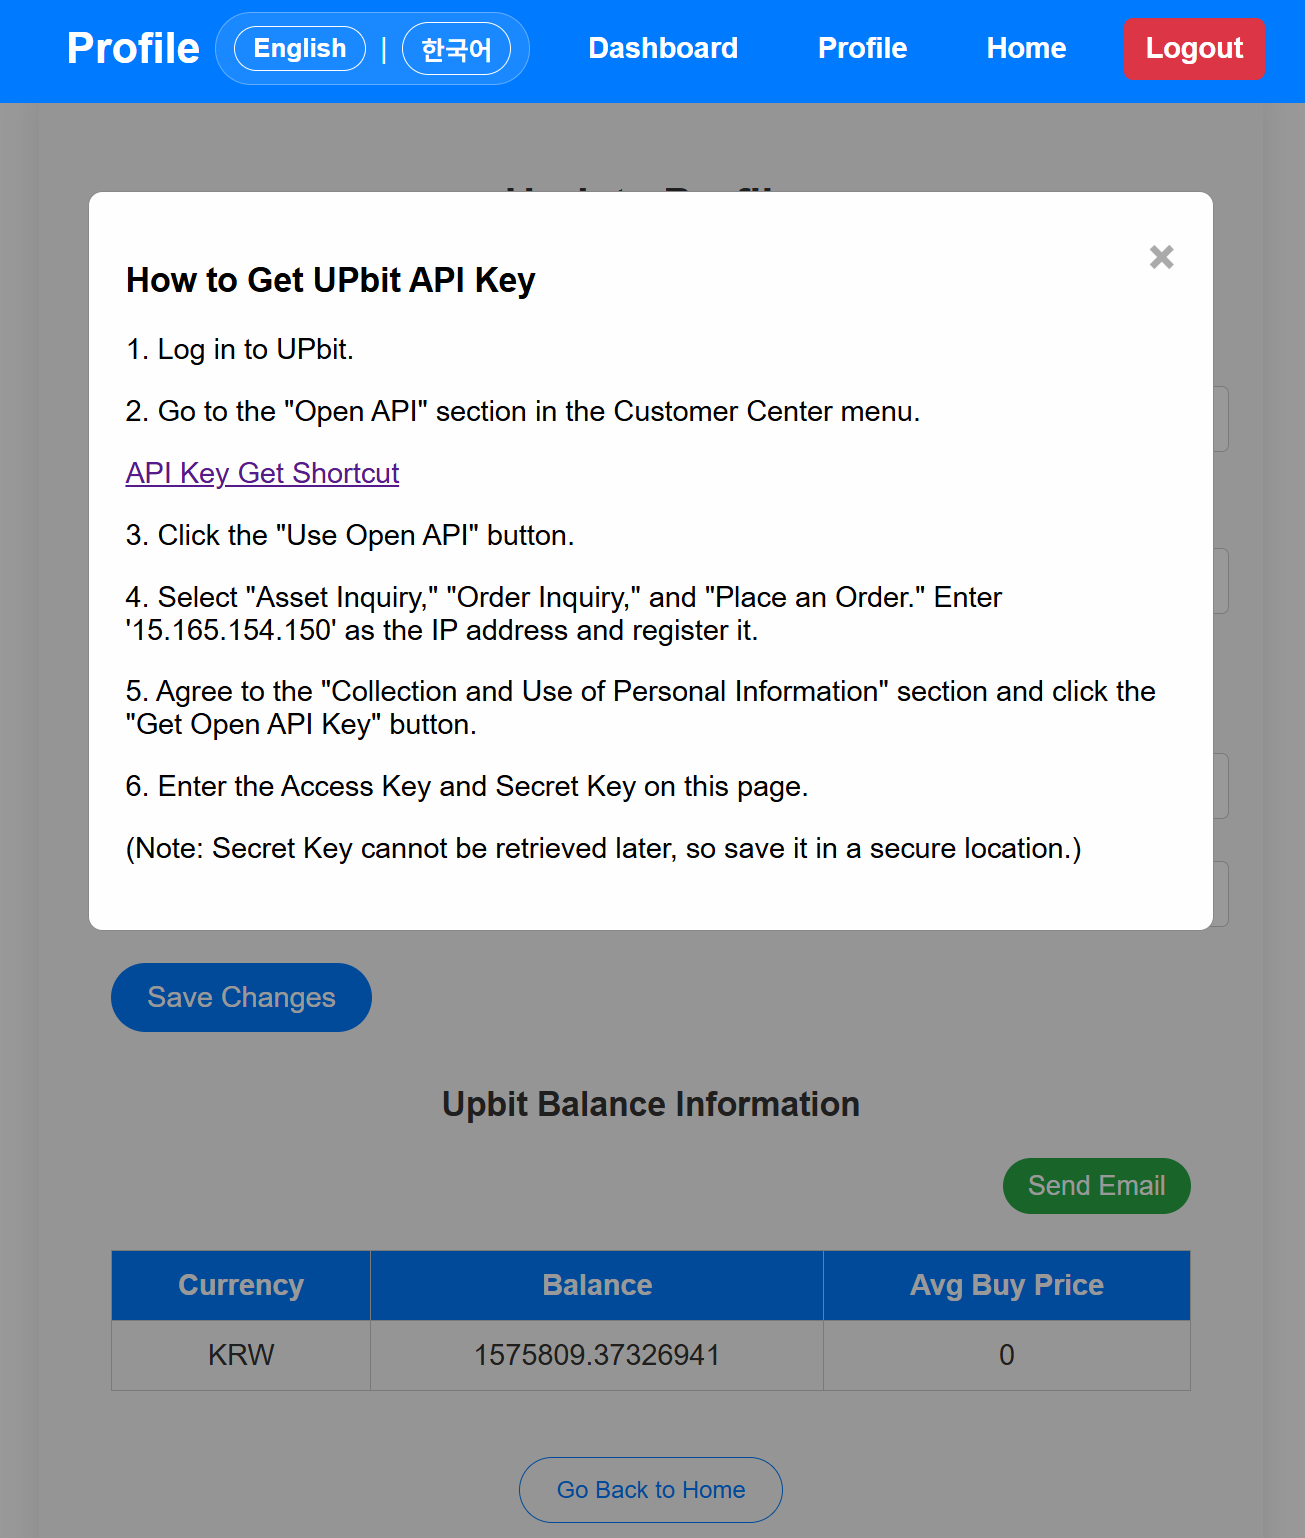 Profile
English | 한국어
Dashboard
Profile
Home
Logout
How to Get UPbit API Key
1. Log in to UPbit.
2. Go to the "Open API" section in the Customer Center menu.
API Key Get Shortcut
3. Click the "Use Open API" button.
4. Select "Asset Inquiry," "Order Inquiry," and "Place an Order." Enter
'15.165.154.150' as the IP address and register it.
5. Agree to the "Collection and Use of Personal Information" section and click the
"Get Open API Key" button.
6. Enter the Access Key and Secret Key on this page.
(Note: Secret Key cannot be retrieved later, so save it in a secure location.)
Save Changes
Upbit Balance Information
Send Email
Currency Balance Avg Buy Price
KRW 1575809.37326941 0
Go Back to Home